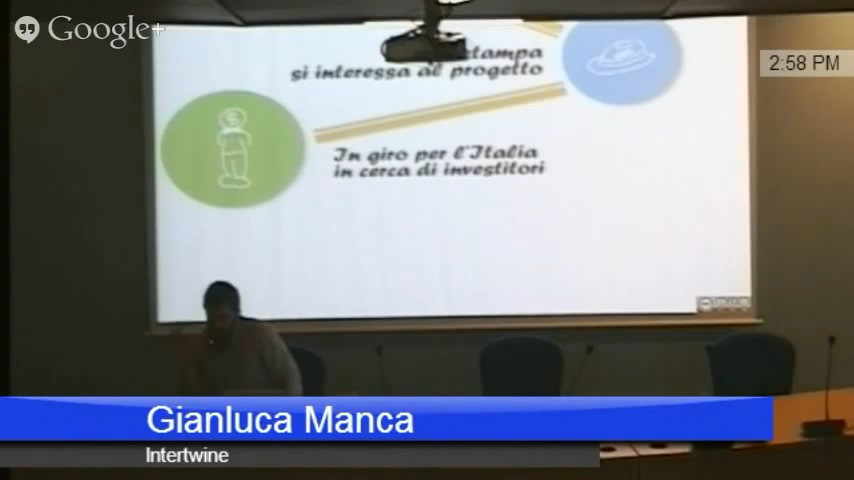 Google+
2:58 PM
stampa
si interessa al progetto
In giro per l'Italia
in cerca di investitori
Gianluca Manca
Intertwine